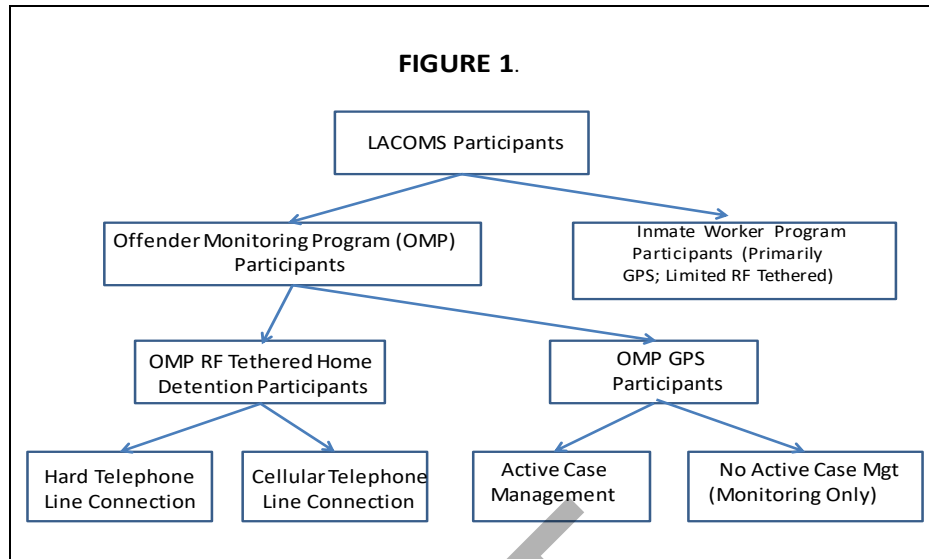 FIGURE 1.
LACOMS Participants
Offender Monitoring Program (OMP)
Participants
Inmate Worker Program
Participants (Primarily
GPS; Limited RF Tethered)
OMP RF Tethered Home
Detention Participants
OMP GPS
Participants
Hard Telephone
Line Connection
Cellular Telephone
Line Connection
Active Case
Management
No Active Case Mgt
(Monitoring Only)